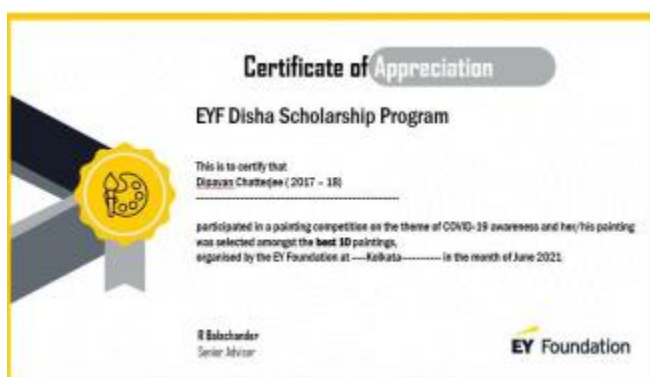 Certificate of Appreciation
EYF Disha Scholarship Program
This is to certify that
Dipayan Chatterjee ( 2017 – 18)
participated in a painting competition on the theme of COVID-19 awareness and her/his painting
was selected amongst the best 10 paintings,
organised by the EY Foundation at ----Kolkata---------- in the month of June 2021.
R Balachander
Senior Advisor
EY Foundation